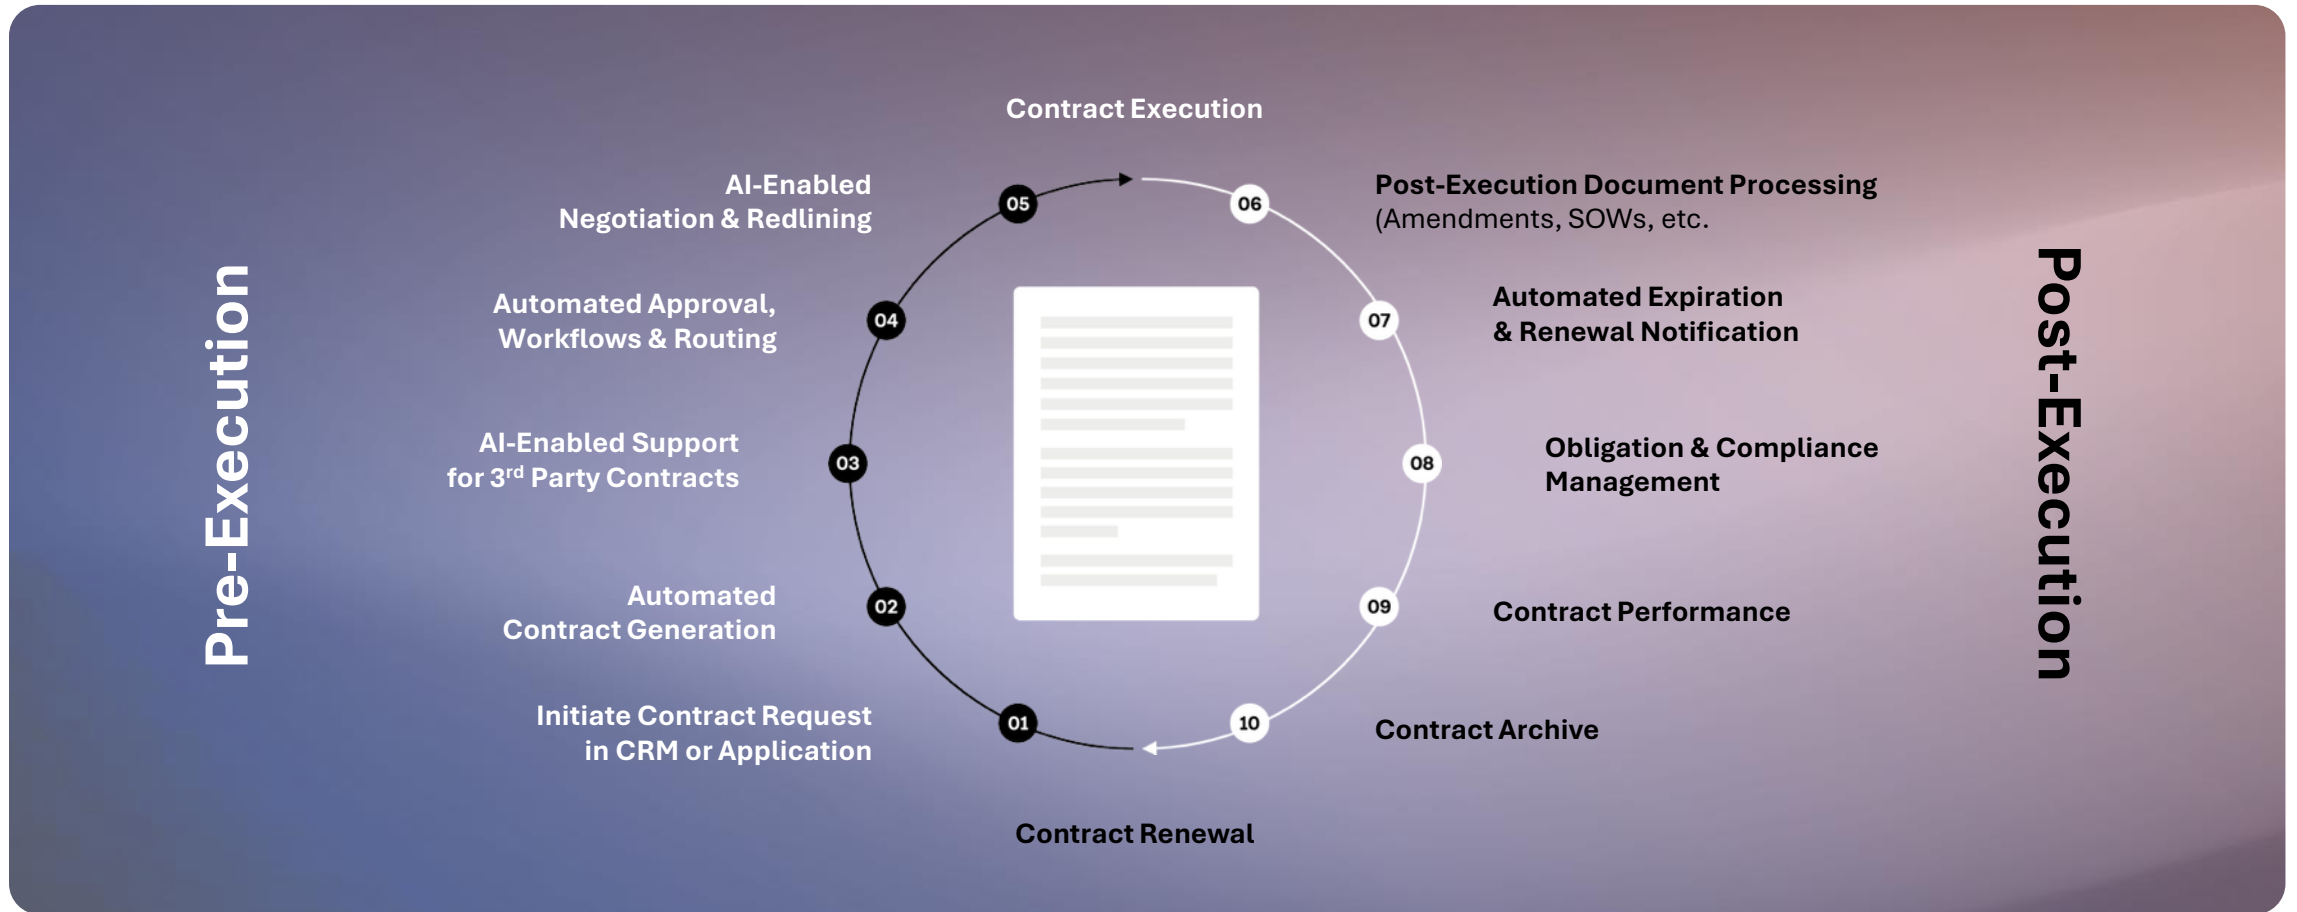 Contract Execution
Pre-Execution
AI-Enabled
Negotiation & Redlining
05
Automated Approval,
Workflows & Routing
04
AI-Enabled Support
for 3rd Party Contracts
03
Automated
Contract Generation
02
Initiate Contract Request
in CRM or Application
01
06
Post-Execution Document Processing
(Amendments, SOWs, etc.
07
Automated Expiration
& Renewal Notification
08
Obligation & Compliance
Management
09
Contract Performance
10
Contract Archive
Post-Execution
Contract Renewal